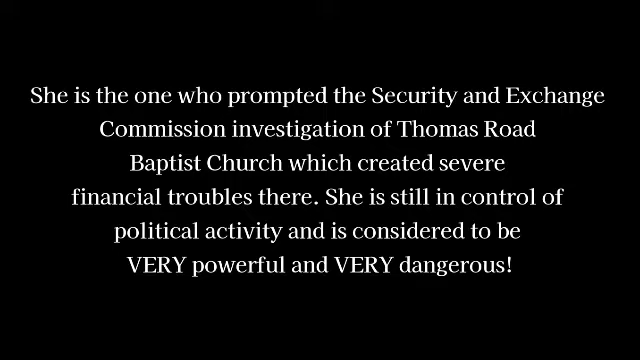 She is the one who prompted the Security and Exchange
Commission investigation of Thomas Road
Baptist Church which created severe
financial troubles there. She is still in control of
political activity and is considered to be
VERY powerful and VERY dangerous!